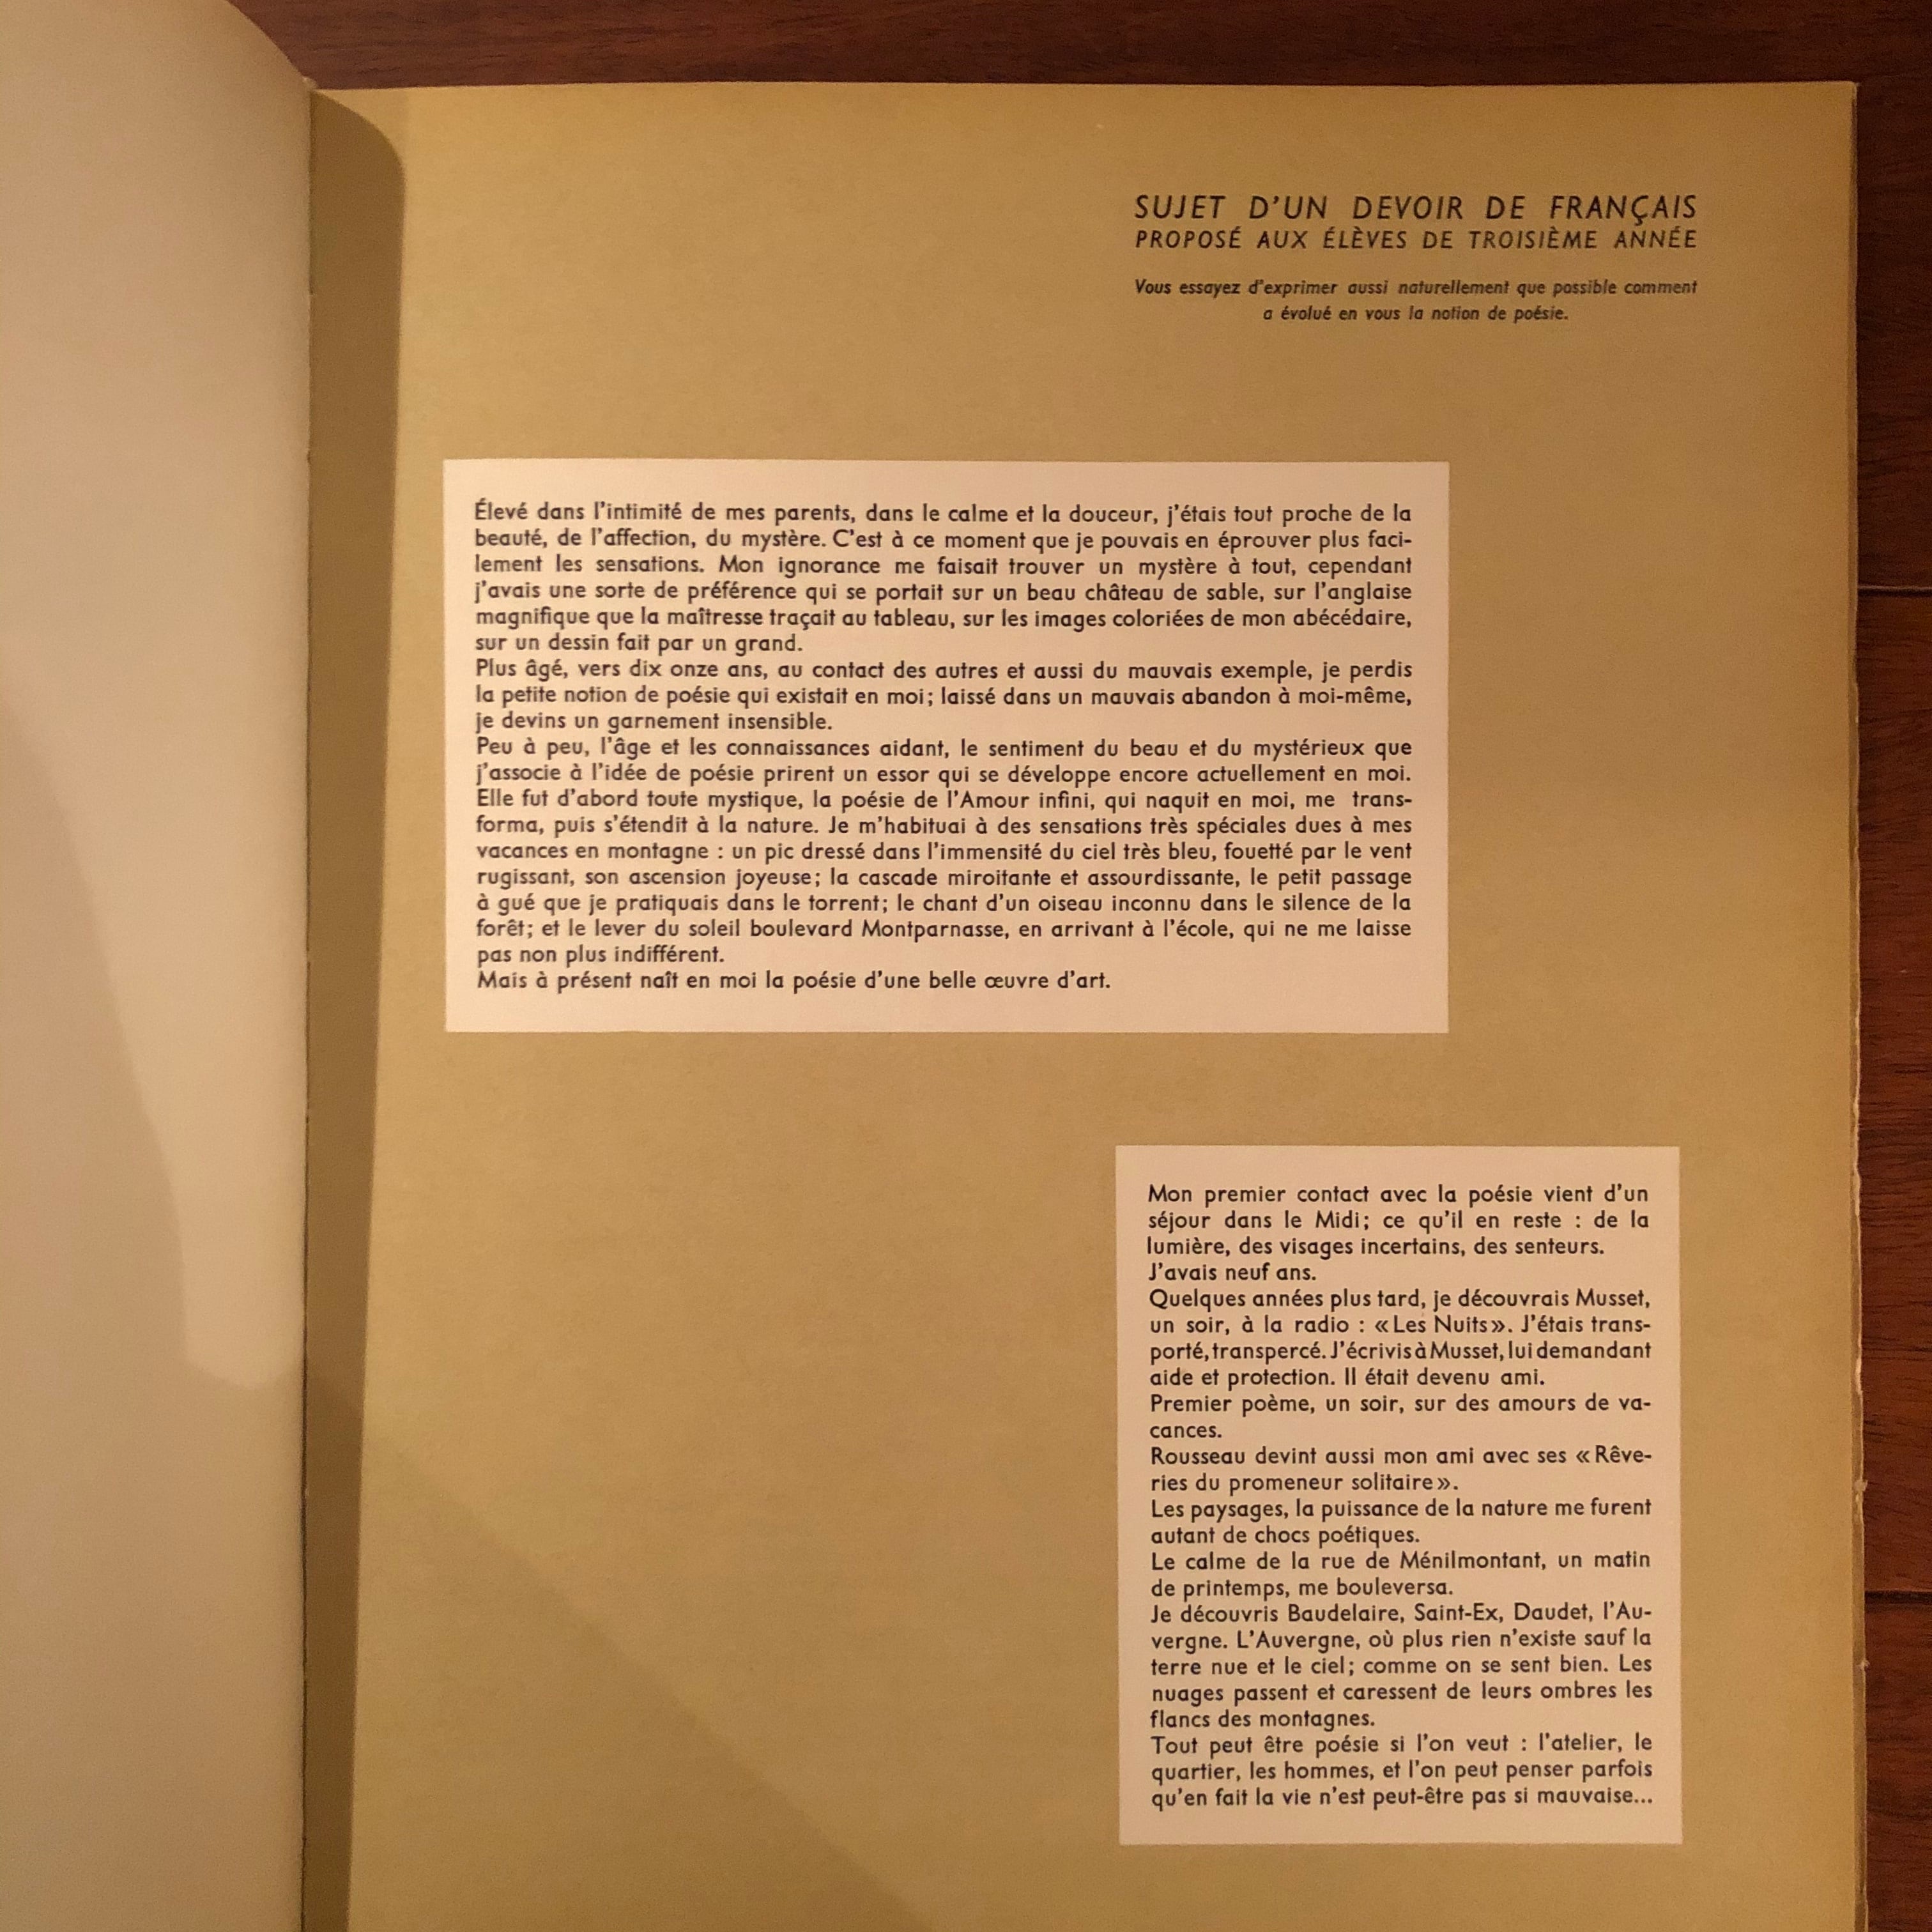 SUJET D'UN DEVOIR DE FRANÇAIS
PROPOSÉ AUX ÉLÈVES DE TROISIÈME ANNÉE
Vous essayez d'exprimer aussi naturellement que possible comment
a évolué en vous la notion de poésie.
Élevé dans l'intimité de mes parents, dans le calme et la douceur, j'étais tout proche de la
beauté, de l'affection, du mystère. C'est à ce moment que je pouvais en éprouver plus faci-
lement les sensations. Mon ignorance me faisait trouver un mystère à tout, cependant
j'avais une sorte de préférence qui se portait sur un beau château de sable, sur l'anglaise
magnifique que la maîtresse traçait au tableau, sur les images coloriées de mon abécédaire,
sur un dessin fait par un grand.
Plus âgé, vers dix onze ans, au contact des autres et aussi du mauvais exemple, je perdis
la petite notion de poésie qui existait en moi; laissé dans un mauvais abandon à moi-même,
je devins un garnement insensible.
Peu à peu, l'âge et les connaissances aidant, le sentiment du beau et du mystérieux que
j'associe à l'idée de poésie prirent un essor qui se développe encore actuellement en moi.
Elle fut d'abord toute mystique, la poésie de l'Amour infini, qui naquit en moi, me trans-
forma, puis s'étendit à la nature. Je m'habituai à des sensations très spéciales dues à mes
vacances en montagne : un pic dressé dans l'immensité du ciel très bleu, fouetté par le vent
rugissant, son ascension joyeuse; la cascade miroitante et assourdissante, le petit passage
à gué que je pratiquais dans le torrent; le chant d'un oiseau inconnu dans le silence de la
forêt; et le lever du soleil boulevard Montparnasse, en arrivant à l'école, qui ne me laisse
pas non plus indifférent.
Mais à présent naît en moi la poésie d'une belle œuvre d'art.
Mon premier contact avec la poésie vient d'un
séjour dans le Midi; ce qu'il en reste : de la
lumière, des visages incertains, des senteurs.
J'avais neuf ans.
Quelques années plus tard, je découvrais Musset,
un soir, à la radio : «Les Nuits». J'étais trans-
porté, transpercé. J'écrivis à Musset, lui demandant
aide et protection. Il était devenu ami.
Premier poème, un soir, sur des amours de va-
cances.
Rousseau devint aussi mon ami avec ses «Rêve-
ries du promeneur solitaire».
Les paysages, la puissance de la nature me furent
autant de chocs poétiques.
Le calme de la rue de Ménilmontant, un matin
de printemps, me bouleversa.
Je découvris Baudelaire, Saint-Ex, Daudet, l'Au-
vergne. L'Auvergne, où plus rien n'existe sauf la
terre nue et le ciel; comme on se sent bien. Les
nuages passent et caressent de leurs ombres les
flancs des montagnes.
Tout peut être poésie si l'on veut : l'atelier, le
quartier, les hommes, et l'on peut penser parfois
qu'en fait la vie n'est peut-être pas si mauvaise...